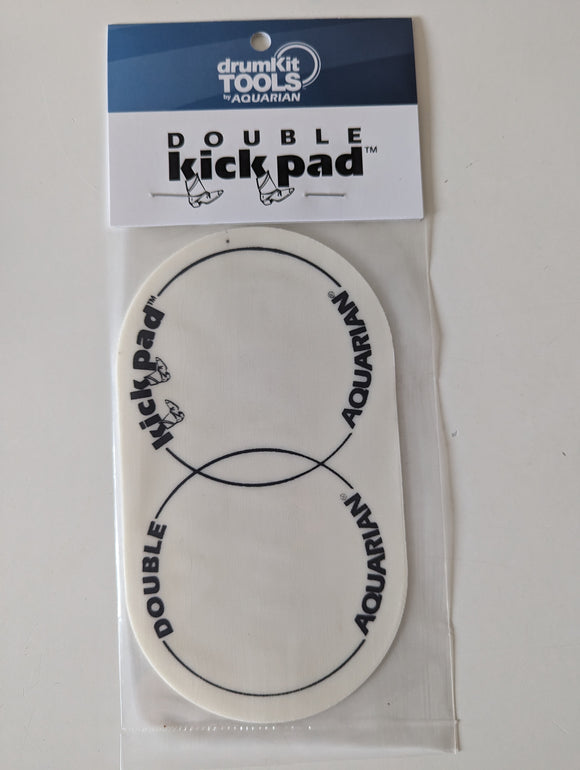 drumKit
TOOLS
by AQUARIAN
DOUBLE
kick pad™
kick pad™
AQUARIAN®
DOUBLE
AQUARIAN®